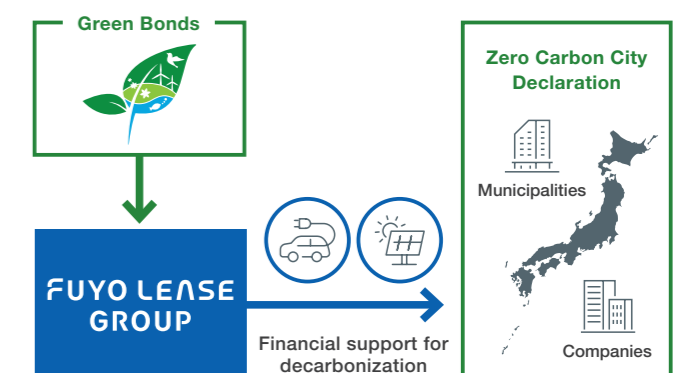 Green Bonds
FUYO LEASE
GROUP
Financial support for
decarbonization
Zero Carbon City
Declaration
Municipalities
Companies